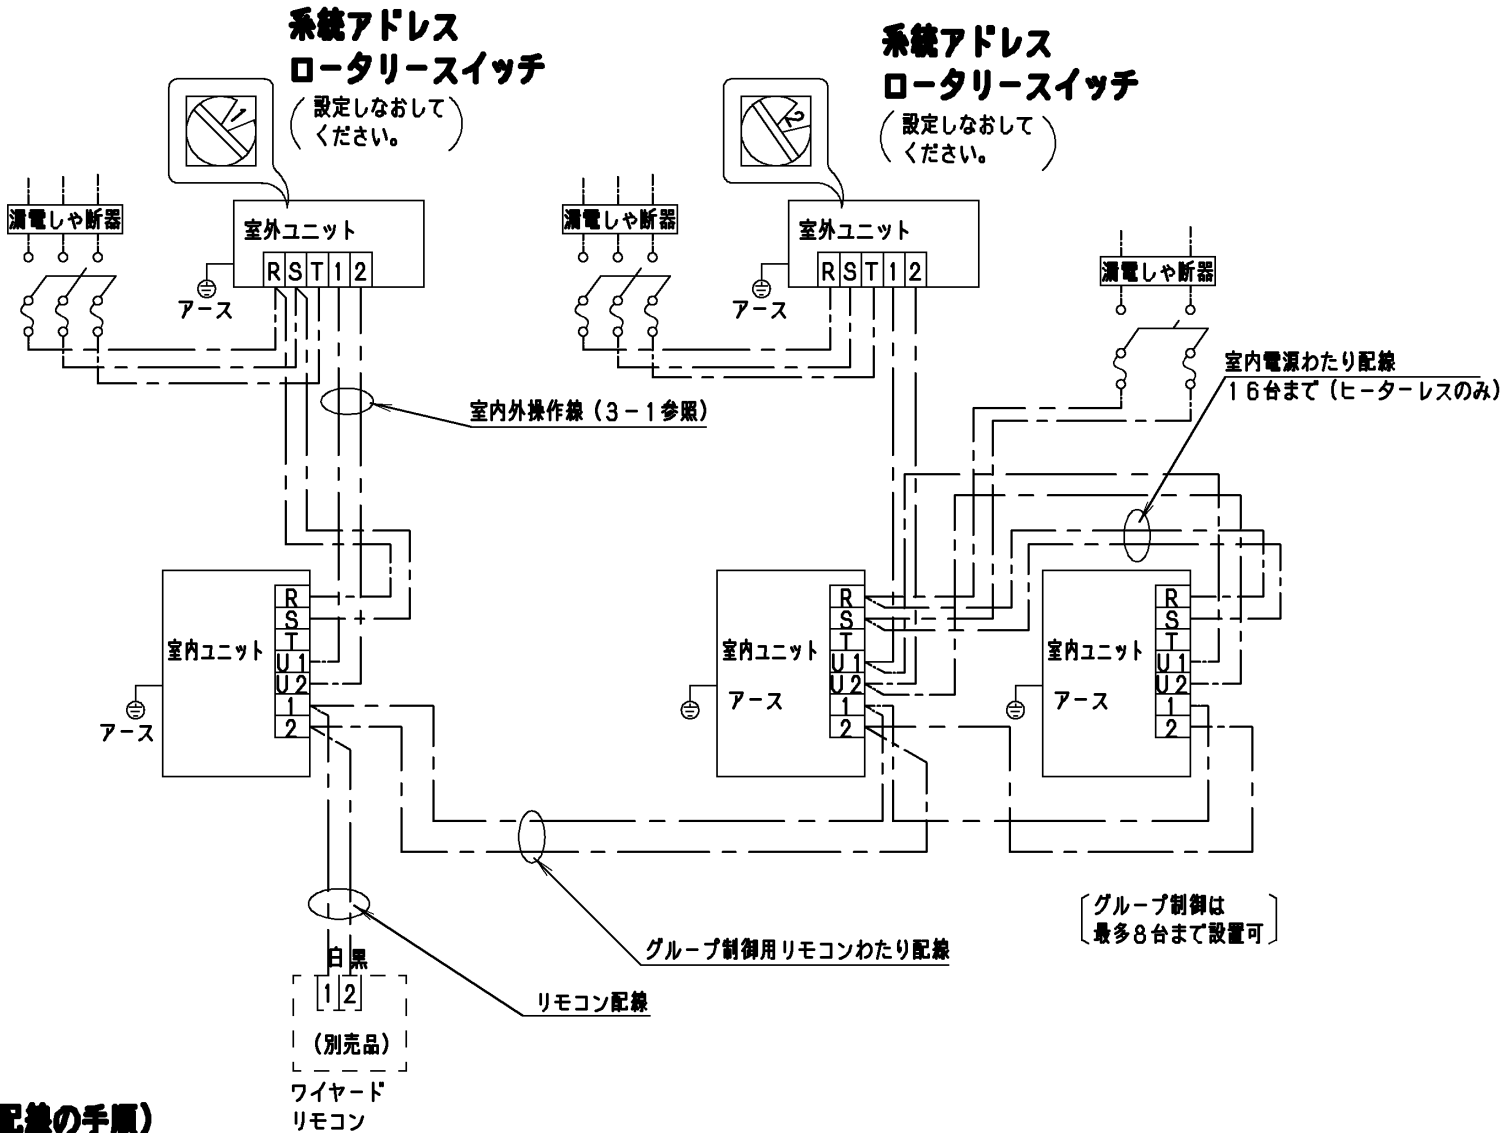 系統アドレス
ロータリースイッチ
(設定しなおして
ください。)
1
系統アドレス
ロータリースイッチ
(設定しなおして
ください。)
2
漏電しゃ断器
室外ユニット
R S T 1 2
アース
漏電しゃ断器
室外ユニット
R S T 1 2
アース
漏電しゃ断器
室内電源わたり配線
16台まで(ヒーターレスのみ)
室内外操作線(3-1参照)
室内ユニット
R
S
T
U1
U2
1
2
アース
室内ユニット
R
S
T
U1
U2
1
2
アース
室内ユニット
R
S
T
U1
U2
1
2
アース
[グループ制御は
最多8台まで設置可]
グループ制御用リモコンわたり配線
リモコン配線
白 黒
1 2
(別売品)
ワイヤード
リモコン
配線の手順)